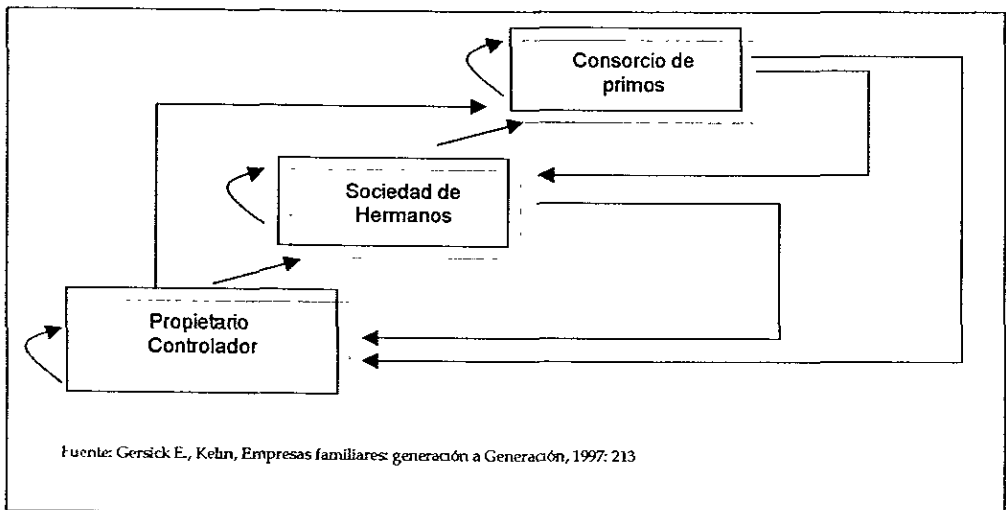 Consorcio de
primos
Sociedad de
Hermanos
Propietario
Controlador
Fuente: Gersick E., Kelin, Empresas familiares: generación a Generación, 1997: 213